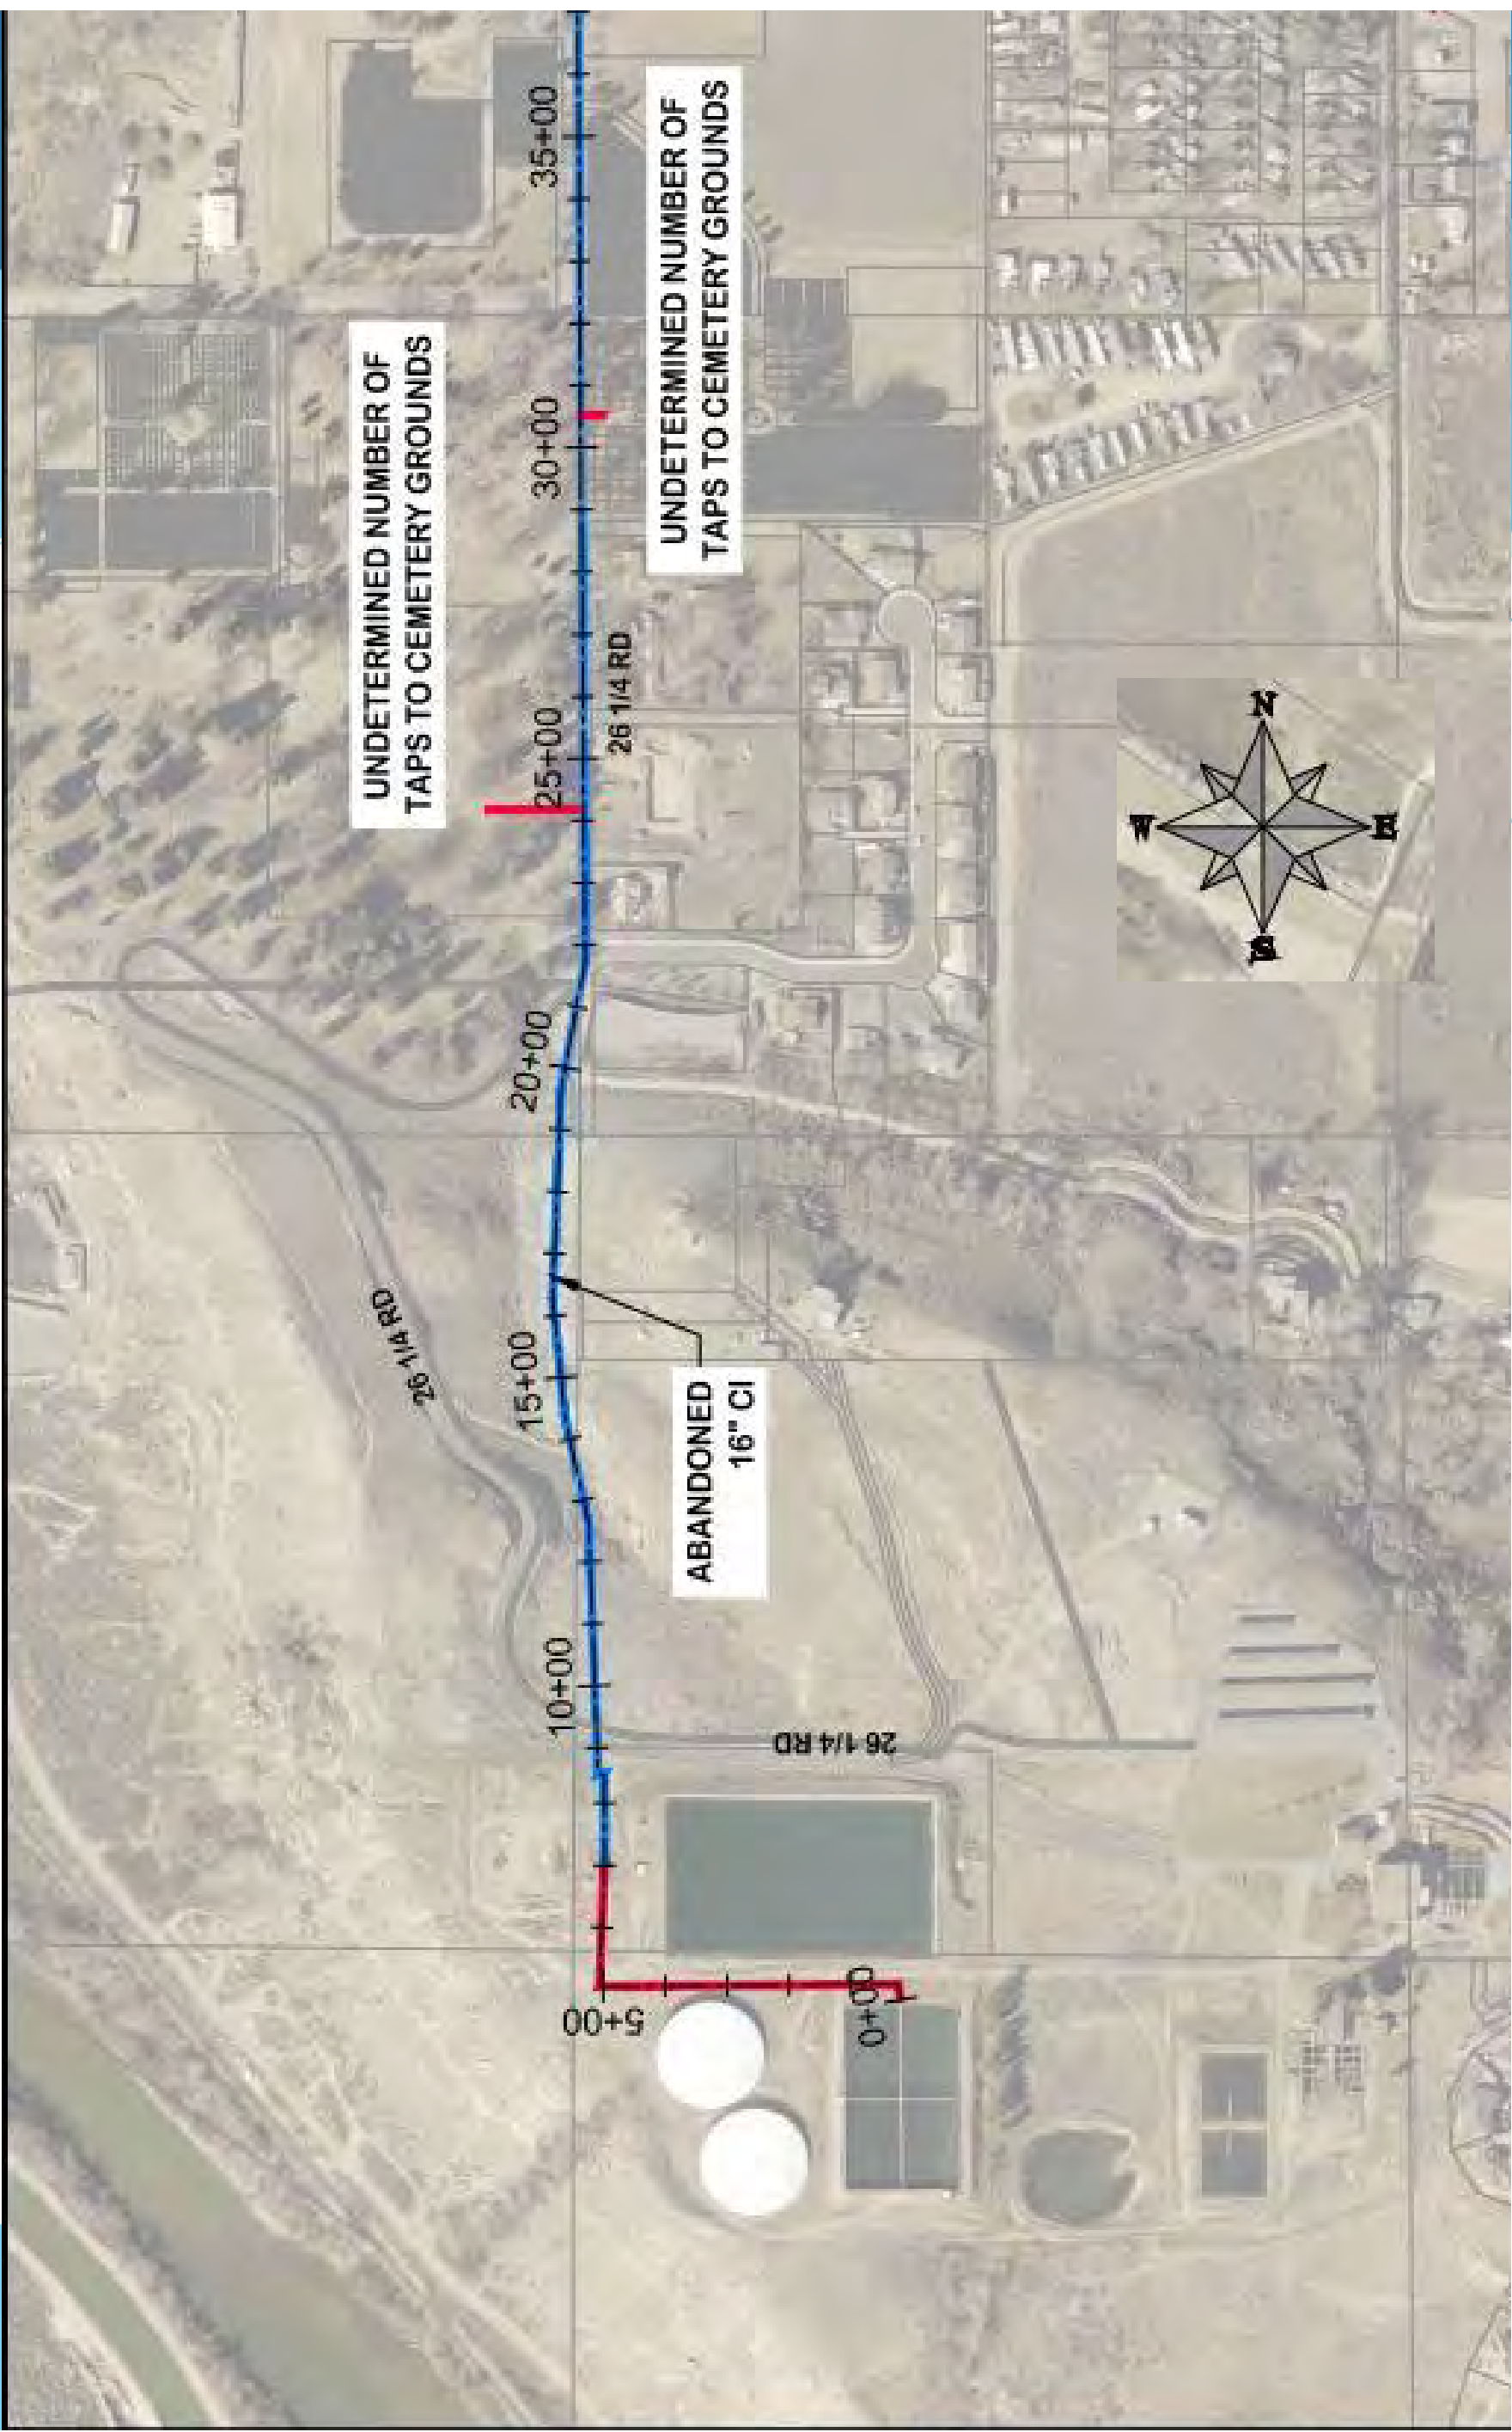 UNDETERMINED NUMBER OF
TAPS TO CEMETERY GROUNDS
UNDETERMINED NUMBER OF
TAPS TO CEMETERY GROUNDS
35+00
30+00
25+00
26 1/4 RD
20+00
26 1/4 RD
15+00
ABANDONED
16" CI
10+00
26 1/4 RD
5+00
0+00
N
W
E
S